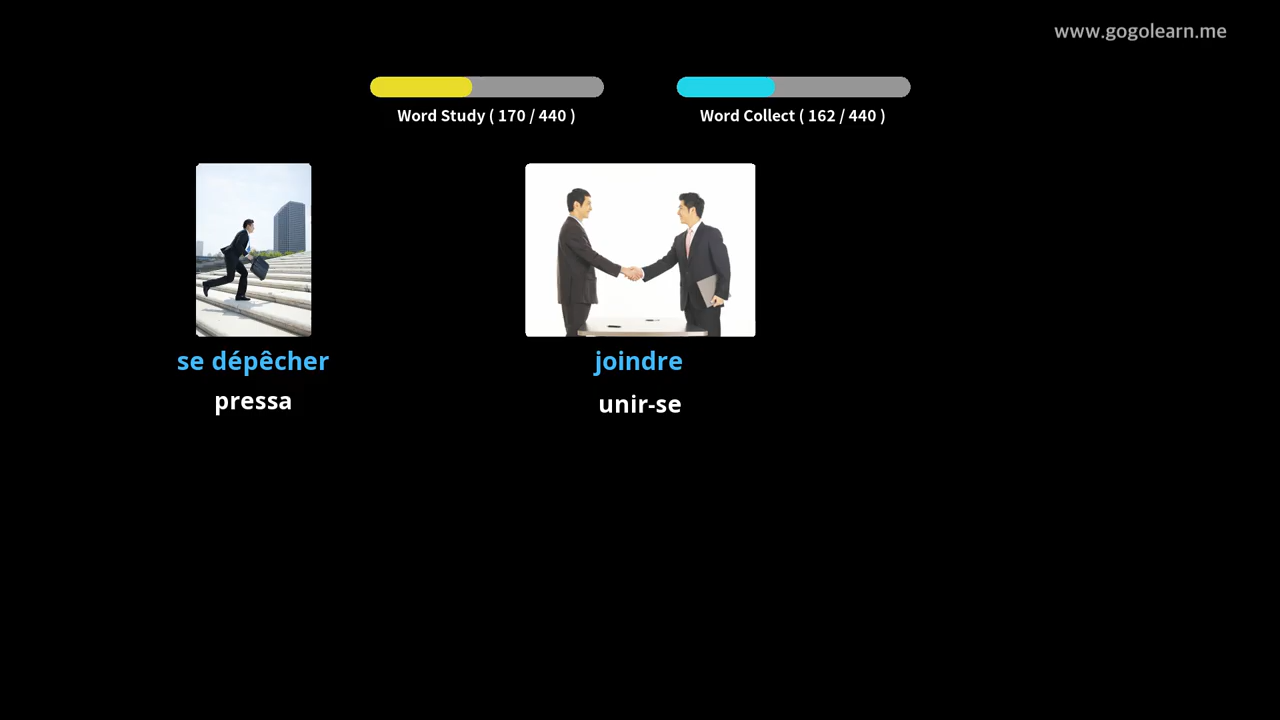 www.gogolearn.me
Word Study ( 170 / 440 )
Word Collect ( 162 / 440 )
se dépêcher
pressa
joindre
unir-se